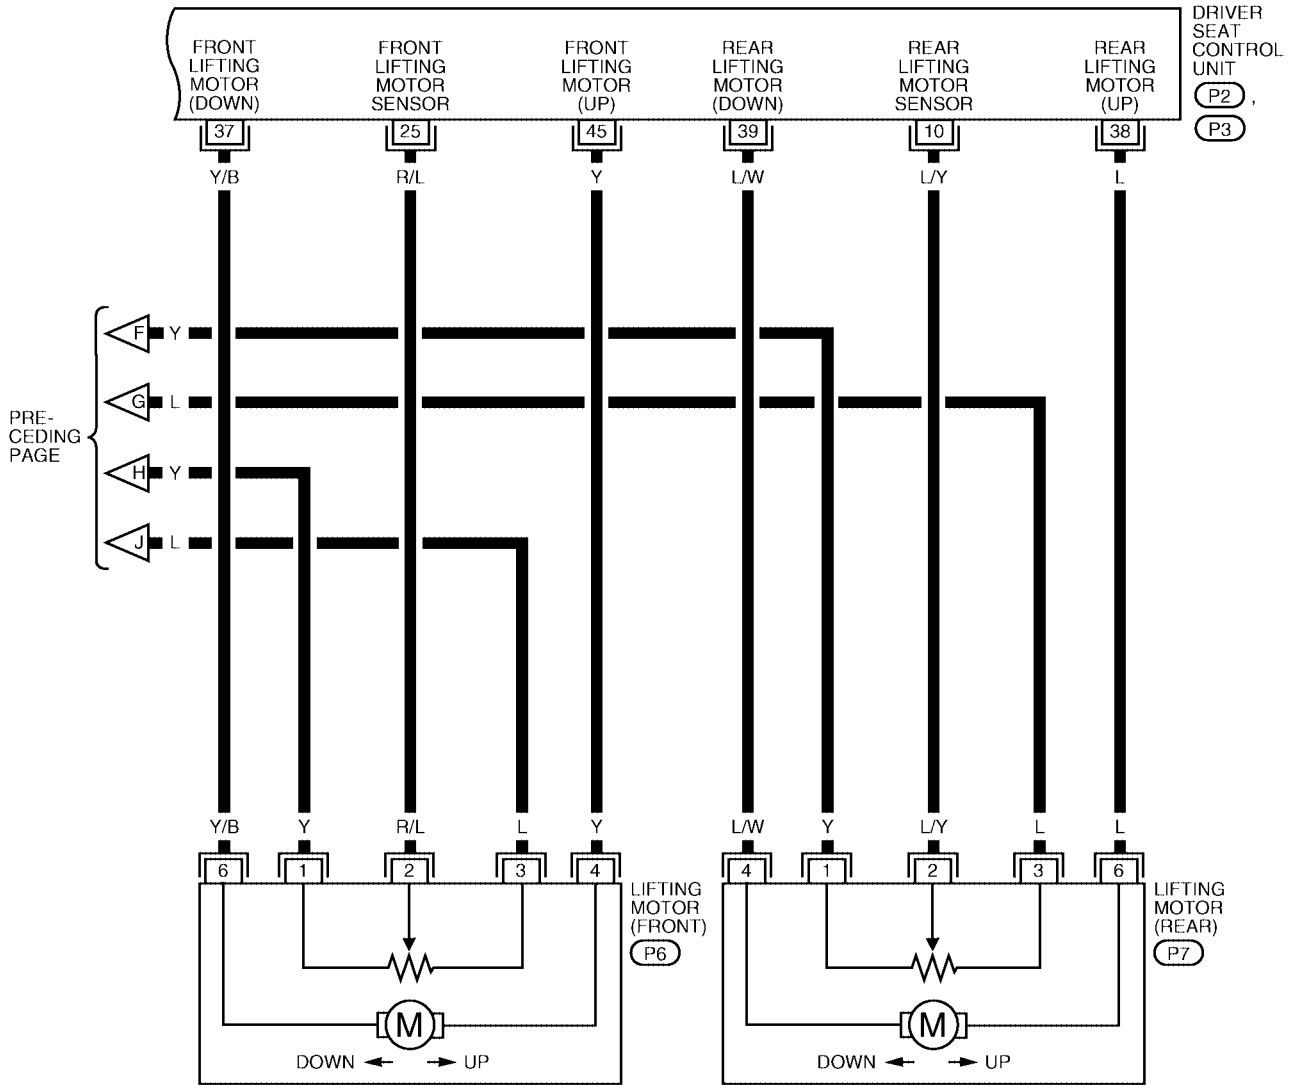 FRONT LIFTING MOTOR (DOWN)
FRONT LIFTING MOTOR SENSOR
FRONT LIFTING MOTOR (UP)
REAR LIFTING MOTOR (DOWN)
REAR LIFTING MOTOR SENSOR
REAR LIFTING MOTOR (UP)
DRIVER
SEAT
CONTROL
UNIT
P2 ,
P3
37 25 45 39 10 38
Y/B R/L Y L/W L/Y L
PRE-
CEDING
PAGE
F Y
G L
H Y
J L
Y/B Y R/L L Y L/W Y L/Y L L
6 1 2 3 4 4 1 2 3 6
LIFTING
MOTOR
(FRONT)
P6
LIFTING
MOTOR
(REAR)
P7
M
DOWN UP
M
DOWN UP